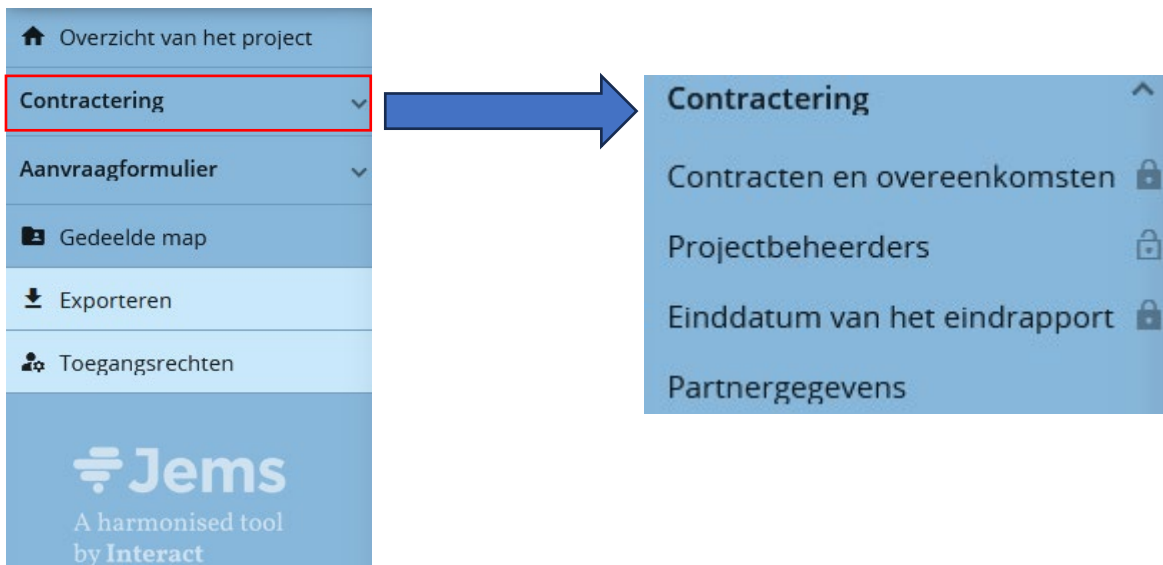 Overzicht van het project
Contractering
Aanvraagformulier
Gedeelde map
Exporteren
Toegangsrechten
Jems
A harmonised tool
by Interact
Contractering
Contracten en overeenkomsten
Projectbeheerders
Einddatum van het eindrapport
Partnergegevens